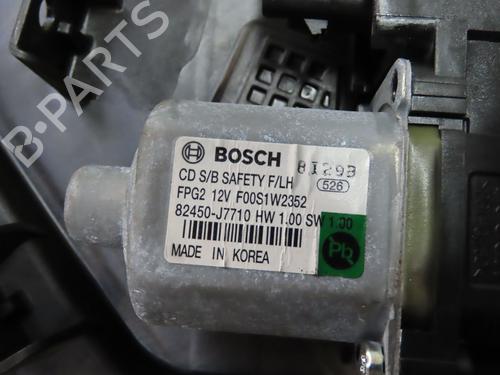 BOSCH 81293
CD S/B SAFETY F/LH 526
FPG2 12V F00S1W2352
82450-J7710 HW 1.00 SW 1.00
MADE IN KOREA Pb
B-Parts